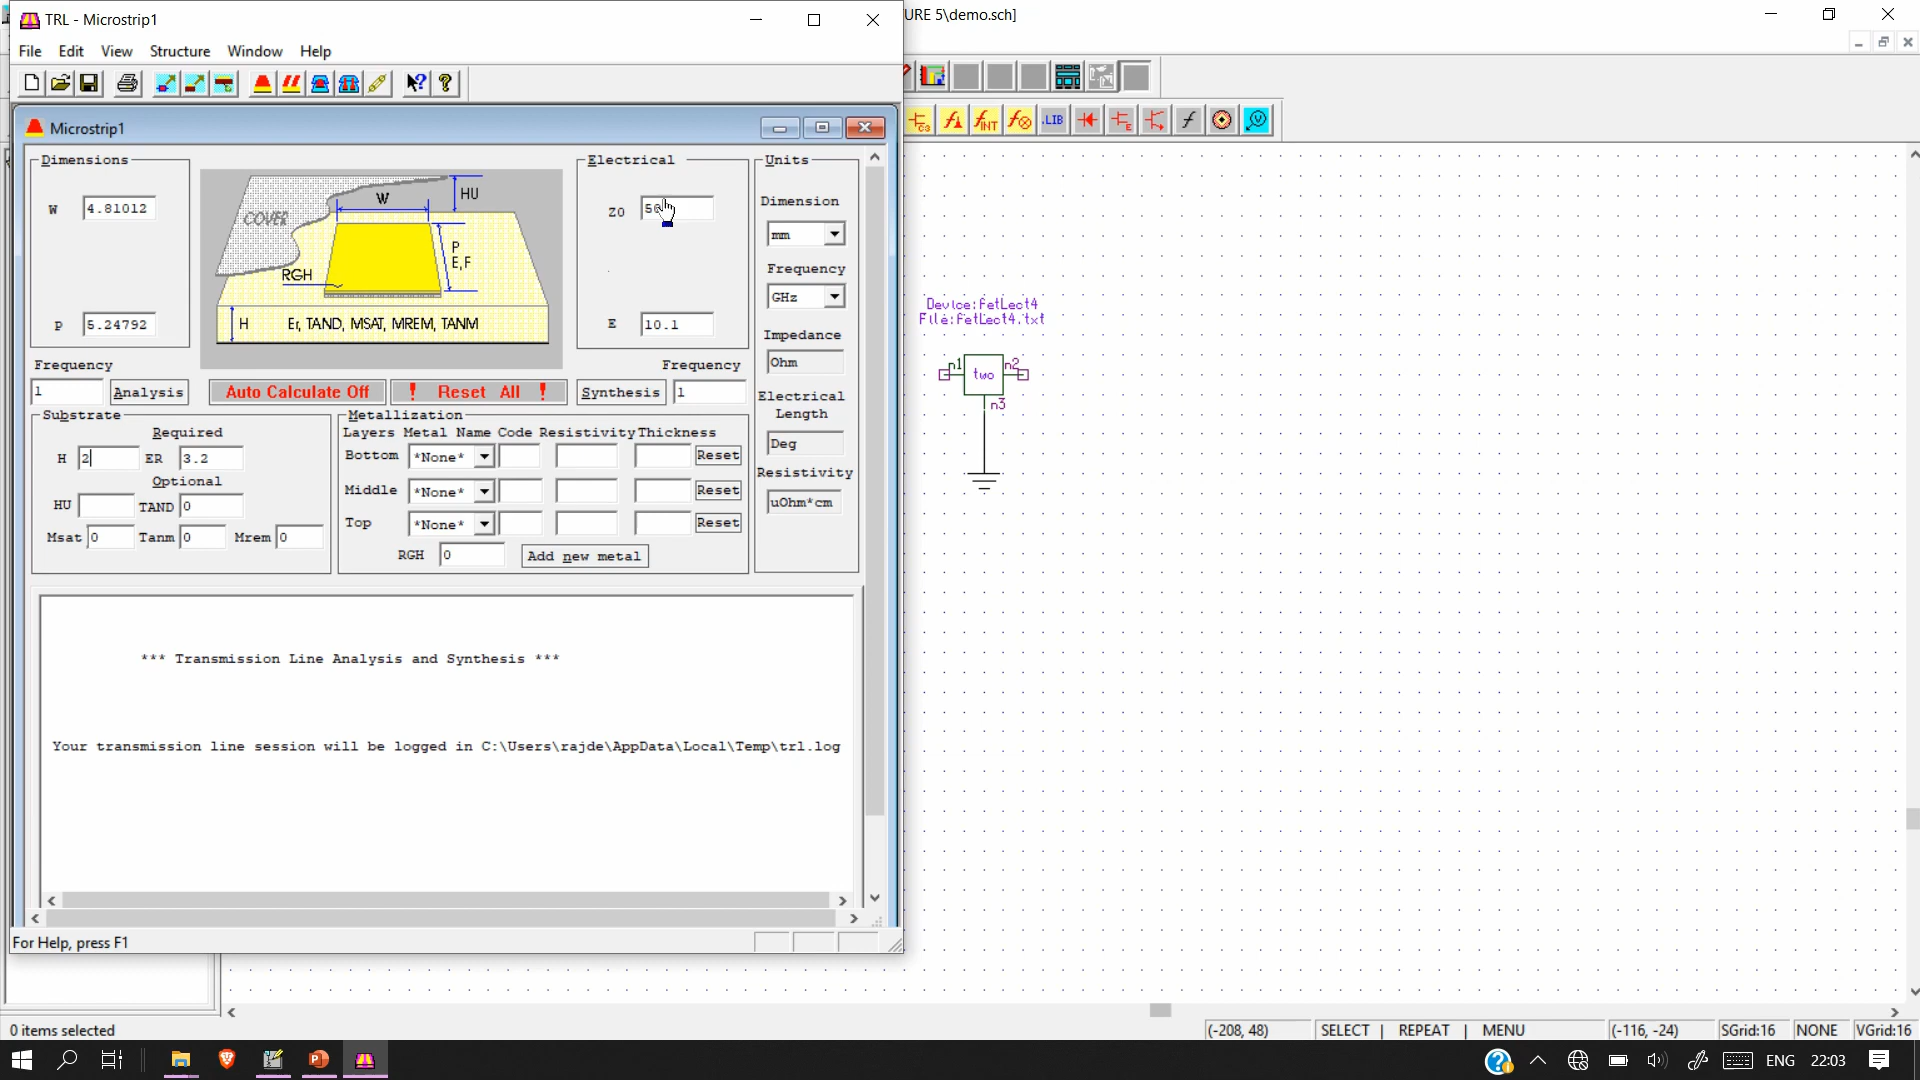 TRL - Microstrip1
URE 5\demo.sch]
File Edit View Structure Window Help
Microstrip1
Dimensions
W 4.81012
P 5.24792
COVER
W
HU
P
E,F
RGH
H Er, TAND, MSAT, MREM, TANM
Electrical
Z0
E 10.1
Units
Dimension
mm
Frequency
GHz
Impedance
Ohm
Electrical
Length
Deg
Resistivity
uOhm*cm
Frequency
1 Analysis
Auto Calculate Off
! Reset All !
Frequency
Synthesis 1
Substrate
Required
H 2 ER 3.2
Optional
HU TAND 0
Msat 0 Tanm 0 Mrem 0
Metallization
Layers Metal Name Code Resistivity Thickness
Bottom *None* Reset
Middle *None* Reset
Top *None* Reset
RGH 0 Add new metal
*** Transmission Line Analysis and Synthesis ***
Your transmission line session will be logged in C:\Users\rajde\AppData\Local\Temp\trl.log
For Help, press F1
CS
INT
.LIB
E
Device:fetLect4
File:fetLect4.txt
n1 two n2
n3
0 items selected
(-208, 48) SELECT | REPEAT | MENU (-116, -24) SGrid:16 NONE VGrid:16
ENG 22:03